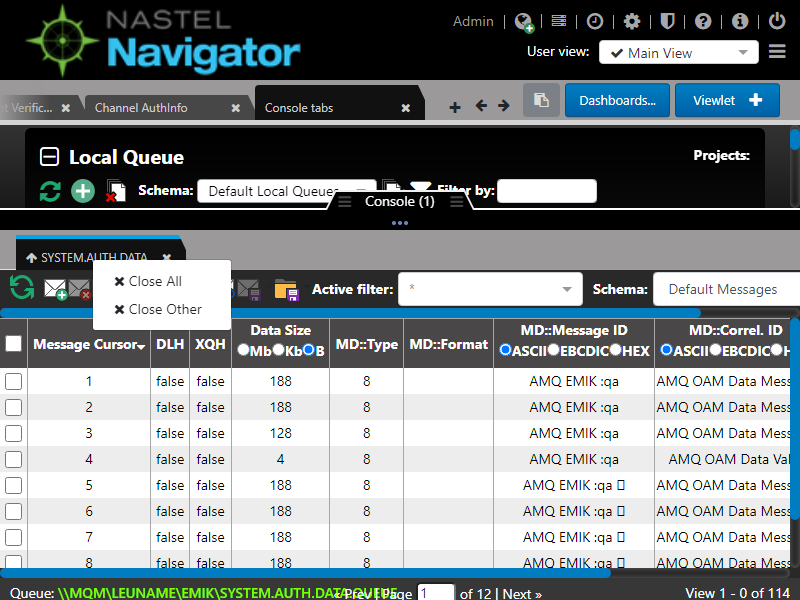 NASTEL
Navigator
Admin
User view: Main View
t Verific... Channel AuthInfo Console tabs
Dashboards... Viewlet
Local Queue Projects:
Schema: Default Local Queues Filter by:
Console (1)
SYSTEM.AUTH.DATA
Close All
Close Other
Active filter: * Schema: Default Messages
Message Cursor DLH XQH Data Size Mb Kb B MD::Type MD::Format MD::Message ID ASCII EBCDIC HEX MD::Correl. ID ASCII EBCDIC H
1 false false 188 8 AMQ EMIK :qa AMQ OAM Data Mess
2 false false 188 8 AMQ EMIK :qa AMQ OAM Data Mess
3 false false 128 8 AMQ EMIK :qa AMQ OAM Data Mess
4 false false 4 8 AMQ EMIK :qa AMQ OAM Data Val
5 false false 188 8 AMQ EMIK :qa ▯ AMQ OAM Data Mess
6 false false 188 8 AMQ EMIK :qa ▯ AMQ OAM Data Mess
7 false false 188 8 AMQ EMIK :qa ▯ AMQ OAM Data Mess
8 false false 188 8 AMQ EMIK :qa ▯ AMQ OAM Data Mess
Queue: \\MQM\LEUNAME\EMIK\SYSTEM.AUTH.DATA.QUEUE « Prev | Page 1 of 12 | Next » View 1 - 0 of 114